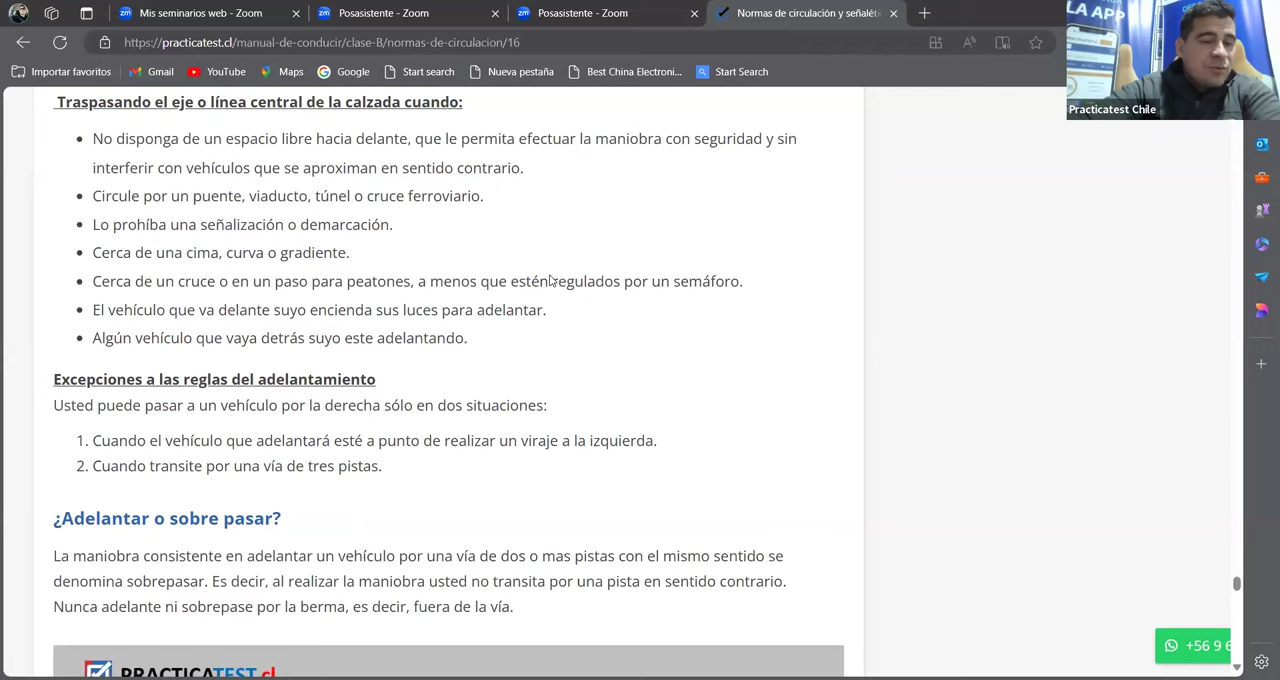 Mis seminarios web - Zoom
Posasistente - Zoom
Posasistente - Zoom
Normas de circulación y señaléti
https://practicatest.cl/manual-de-conducir/clase-B/normas-de-circulacion/16
Importar favoritos
Gmail
YouTube
Maps
Google
Start search
Nueva pestaña
Best China Electroni...
Start Search
LA APP
Practicatest Chile
Traspasando el eje o línea central de la calzada cuando:
• No disponga de un espacio libre hacia delante, que le permita efectuar la maniobra con seguridad y sin
interferir con vehículos que se aproximan en sentido contrario.
• Circule por un puente, viaducto, túnel o cruce ferroviario.
• Lo prohíba una señalización o demarcación.
• Cerca de una cima, curva o gradiente.
• Cerca de un cruce o en un paso para peatones, a menos que estén regulados por un semáforo.
• El vehículo que va delante suyo encienda sus luces para adelantar.
• Algún vehículo que vaya detrás suyo este adelantando.
Excepciones a las reglas del adelantamiento
Usted puede pasar a un vehículo por la derecha sólo en dos situaciones:
1. Cuando el vehículo que adelantará esté a punto de realizar un viraje a la izquierda.
2. Cuando transite por una vía de tres pistas.
¿Adelantar o sobre pasar?
La maniobra consistente en adelantar un vehículo por una vía de dos o mas pistas con el mismo sentido se
denomina sobrepasar. Es decir, al realizar la maniobra usted no transita por una pista en sentido contrario.
Nunca adelante ni sobrepase por la berma, es decir, fuera de la vía.
PRACTICATEST.cl
+56 9 6